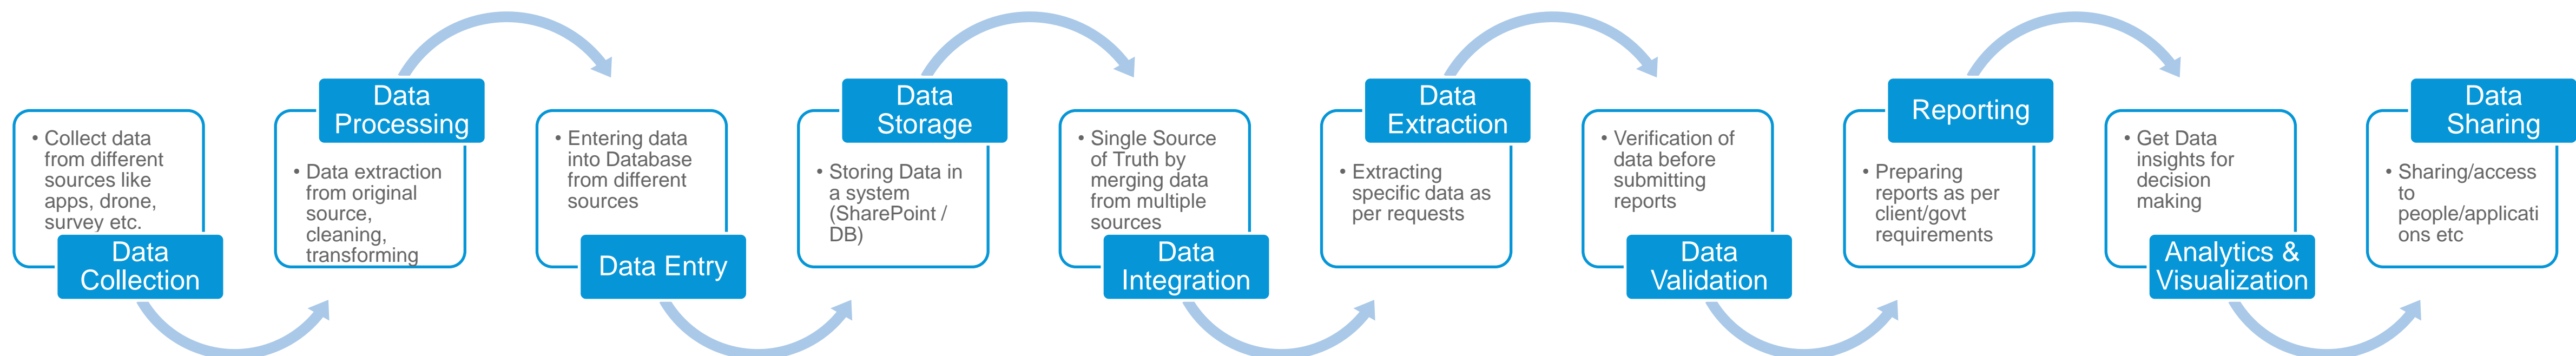 • Collect data
from different
sources like
apps, drone,
survey etc.
Data
Collection
Data
Processing
• Data extraction
from original
source,
cleaning,
transforming
• Entering data
into Database
from different
sources
Data Entry
Data
Storage
• Storing Data in
a system
(SharePoint /
DB)
• Single Source
of Truth by
merging data
from multiple
sources
Data
Integration
Data
Extraction
• Extracting
specific data as
per requests
• Verification of
data before
submitting
reports
Data
Validation
Reporting
• Preparing
reports as per
client/govt
requirements
• Get Data
insights for
decision
making
Analytics &
Visualization
Data
Sharing
• Sharing/access
to
people/applicati
ons etc